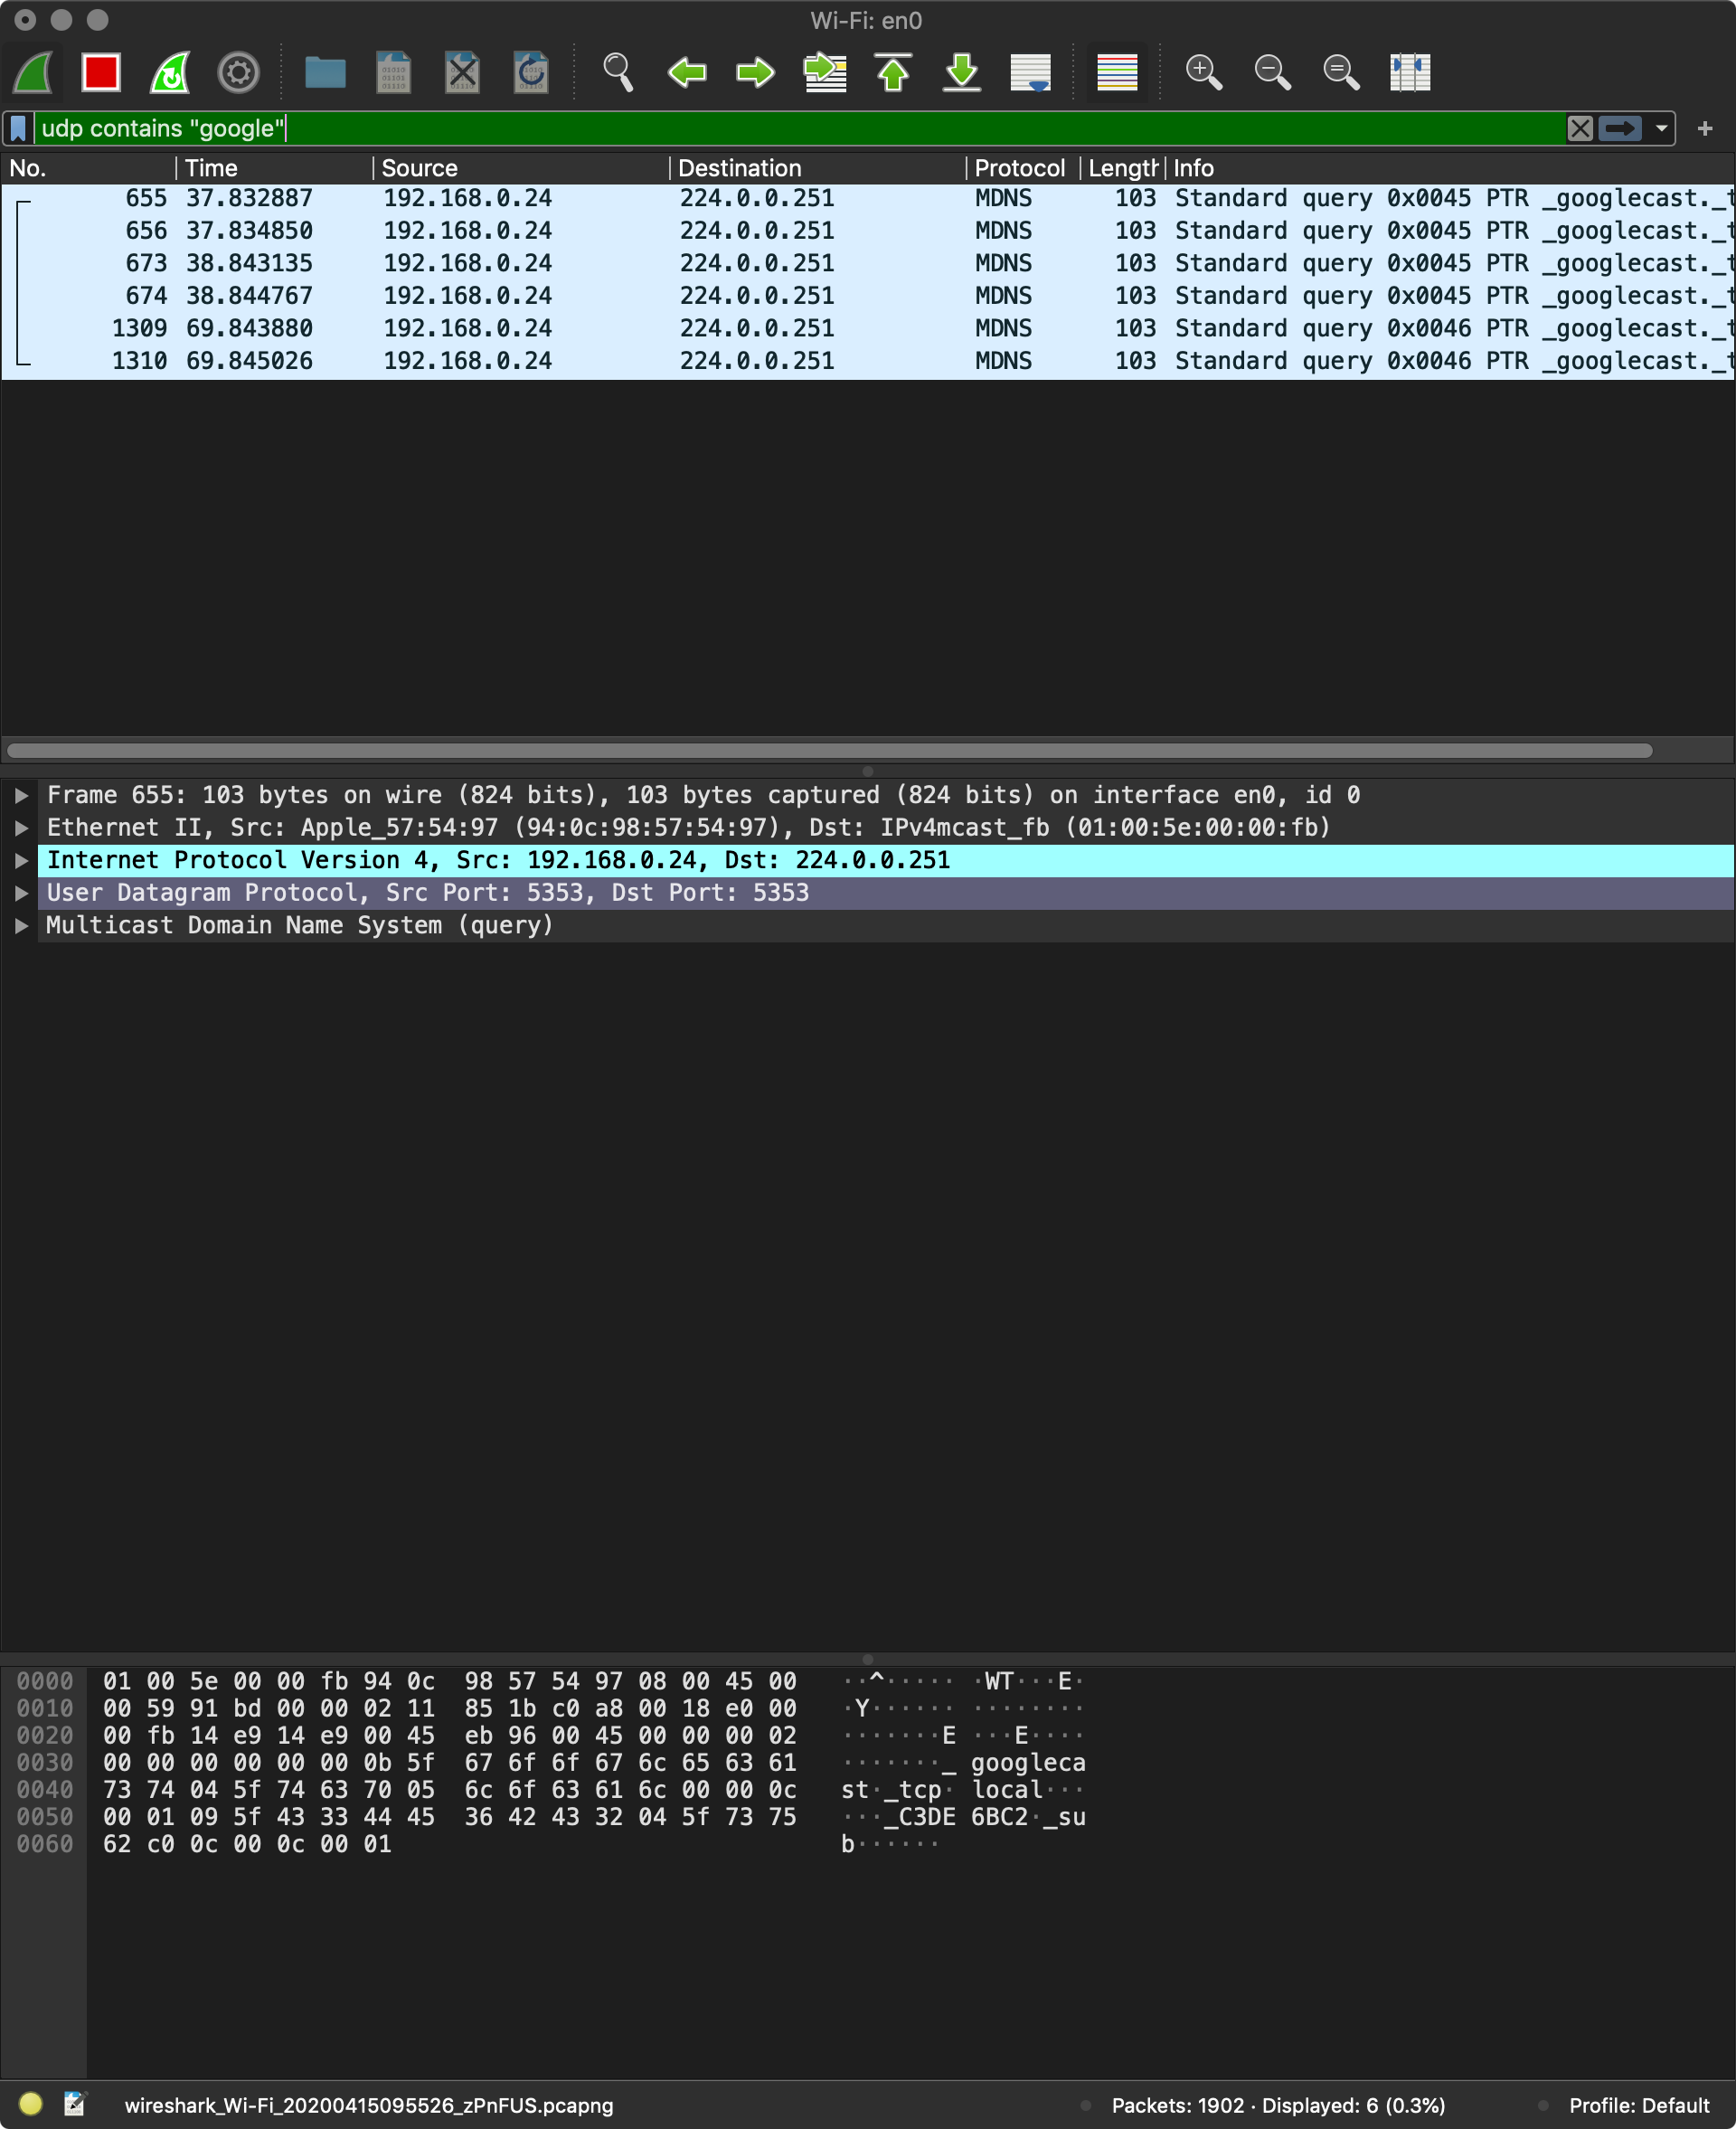 Wi-Fi: en0
udp contains "google"
No. Time Source Destination Protocol Length Info
655 37.832887 192.168.0.24 224.0.0.251 MDNS 103 Standard query 0x0045 PTR _googlecast._t
656 37.834850 192.168.0.24 224.0.0.251 MDNS 103 Standard query 0x0045 PTR _googlecast._t
673 38.843135 192.168.0.24 224.0.0.251 MDNS 103 Standard query 0x0045 PTR _googlecast._t
674 38.844767 192.168.0.24 224.0.0.251 MDNS 103 Standard query 0x0045 PTR _googlecast._t
1309 69.843880 192.168.0.24 224.0.0.251 MDNS 103 Standard query 0x0046 PTR _googlecast._t
1310 69.845026 192.168.0.24 224.0.0.251 MDNS 103 Standard query 0x0046 PTR _googlecast._t
Frame 655: 103 bytes on wire (824 bits), 103 bytes captured (824 bits) on interface en0, id 0
Ethernet II, Src: Apple_57:54:97 (94:0c:98:57:54:97), Dst: IPv4mcast_fb (01:00:5e:00:00:fb)
Internet Protocol Version 4, Src: 192.168.0.24, Dst: 224.0.0.251
User Datagram Protocol, Src Port: 5353, Dst Port: 5353
Multicast Domain Name System (query)
0000 01 00 5e 00 00 fb 94 0c 98 57 54 97 08 00 45 00 ··^····· ·WT···E·
0010 00 59 91 bd 00 00 02 11 85 1b c0 a8 00 18 e0 00 ·Y······ ········
0020 00 fb 14 e9 14 e9 00 45 eb 96 00 45 00 00 00 02 ·······E ···E····
0030 00 00 00 00 00 00 0b 5f 67 6f 6f 67 6c 65 63 61 ·······_ googleca
0040 73 74 04 5f 74 63 70 05 6c 6f 63 61 6c 00 00 0c st·_tcp· local···
0050 00 01 09 5f 43 33 44 45 36 42 43 32 04 5f 73 75 ···_C3DE 6BC2·_su
0060 62 c0 0c 00 0c 00 01 b······
wireshark_Wi-Fi_20200415095526_zPnFUS.pcapng Packets: 1902 · Displayed: 6 (0.3%) Profile: Default